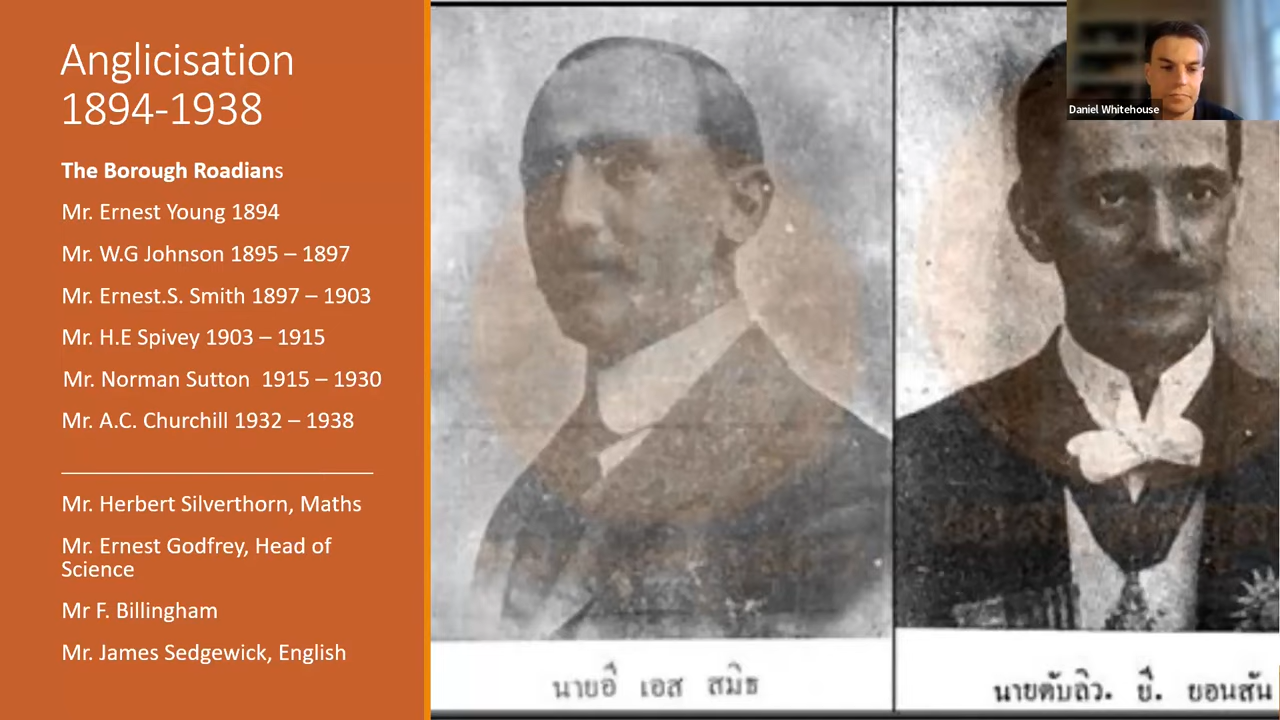 Anglicisation
1894-1938
The Borough Roadians
Mr. Ernest Young 1894
Mr. W.G Johnson 1895 – 1897
Mr. Ernest.S. Smith 1897 – 1903
Mr. H.E Spivey 1903 – 1915
Mr. Norman Sutton  1915 – 1930
Mr. A.C. Churchill 1932 – 1938
Mr. Herbert Silverthorn, Maths
Mr. Ernest Godfrey, Head of
Science
Mr F. Billingham
Mr. James Sedgewick, English
Daniel Whitehouse
นายอี เอส สมิธ
นายดับลิว. ยี. ยอนสัน